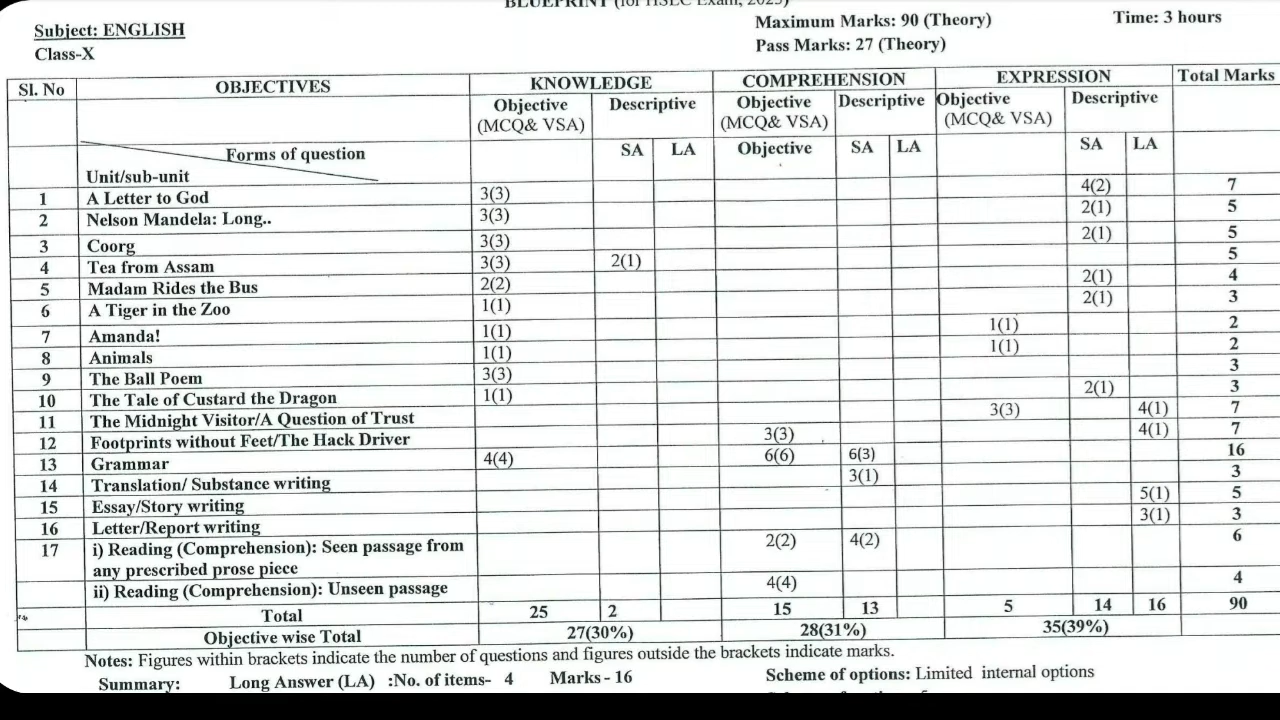 BLUEPRINT (for HSLC Exam, 2025)
Subject: ENGLISH Maximum Marks: 90 (Theory) Time: 3 hours
Class-X Pass Marks: 27 (Theory)
Sl. No OBJECTIVES KNOWLEDGE COMPREHENSION EXPRESSION Total Marks
Objective (MCQ& VSA) Descriptive Objective (MCQ& VSA) Descriptive Objective (MCQ& VSA) Descriptive
Forms of question SA LA Objective SA LA SA LA
Unit/sub-unit
1 A Letter to God 3(3) 4(2) 7
2 Nelson Mandela: Long.. 3(3) 2(1) 5
3 Coorg 3(3) 2(1) 5
4 Tea from Assam 3(3) 2(1) 5
5 Madam Rides the Bus 2(2) 2(1) 4
6 A Tiger in the Zoo 1(1) 2(1) 3
7 Amanda! 1(1) 1(1) 2
8 Animals 1(1) 1(1) 2
9 The Ball Poem 3(3) 3
10 The Tale of Custard the Dragon 1(1) 2(1) 3
11 The Midnight Visitor/A Question of Trust 3(3) 4(1) 7
12 Footprints without Feet/The Hack Driver 3(3) 4(1) 7
13 Grammar 4(4) 6(6) 6(3) 16
14 Translation/ Substance writing 3(1) 3
15 Essay/Story writing 5(1) 5
16 Letter/Report writing 3(1) 3
17 i) Reading (Comprehension): Seen passage from 2(2) 4(2) 6
any prescribed prose piece
ii) Reading (Comprehension): Unseen passage 4(4) 4
Total 25 2 15 13 5 14 16 90
Objective wise Total 27(30%) 28(31%) 35(39%)
Notes: Figures within brackets indicate the number of questions and figures outside the brackets indicate marks.
Summary: Long Answer (LA) :No. of items- 4 Marks - 16 Scheme of options: Limited internal options